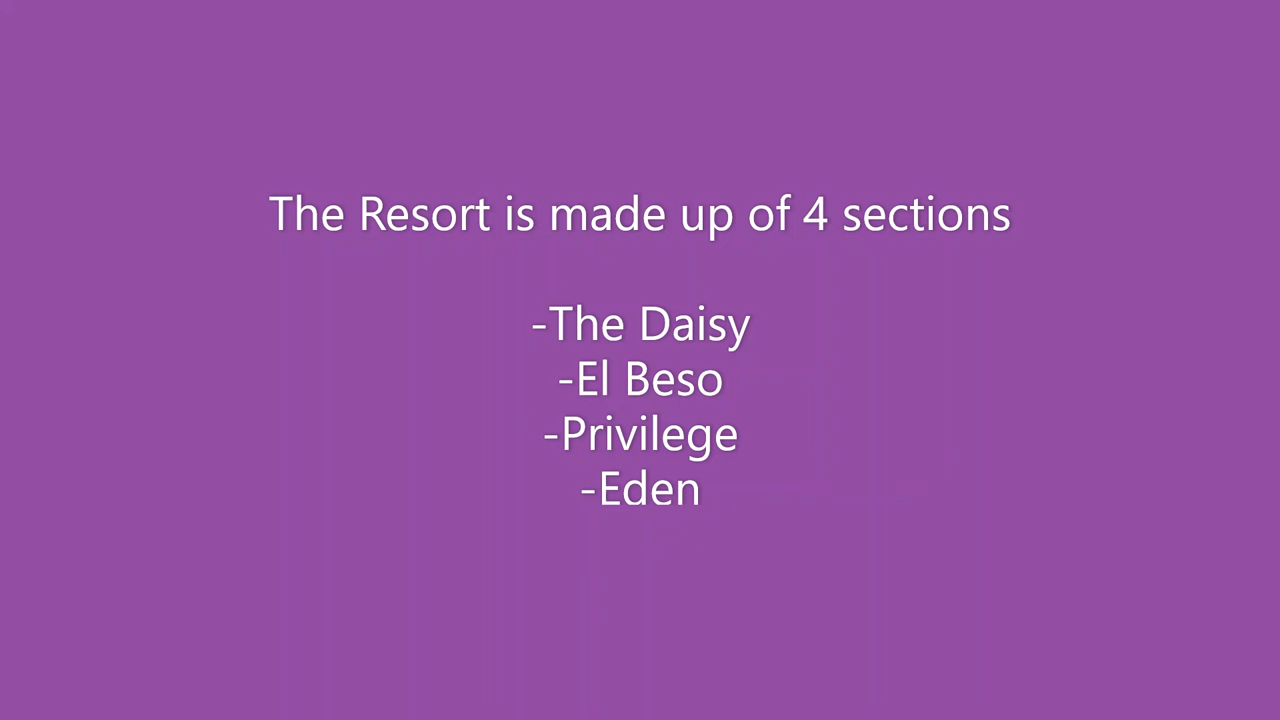 The Resort is made up of 4 sections
-The Daisy
-El Beso
-Privilege
-Eden